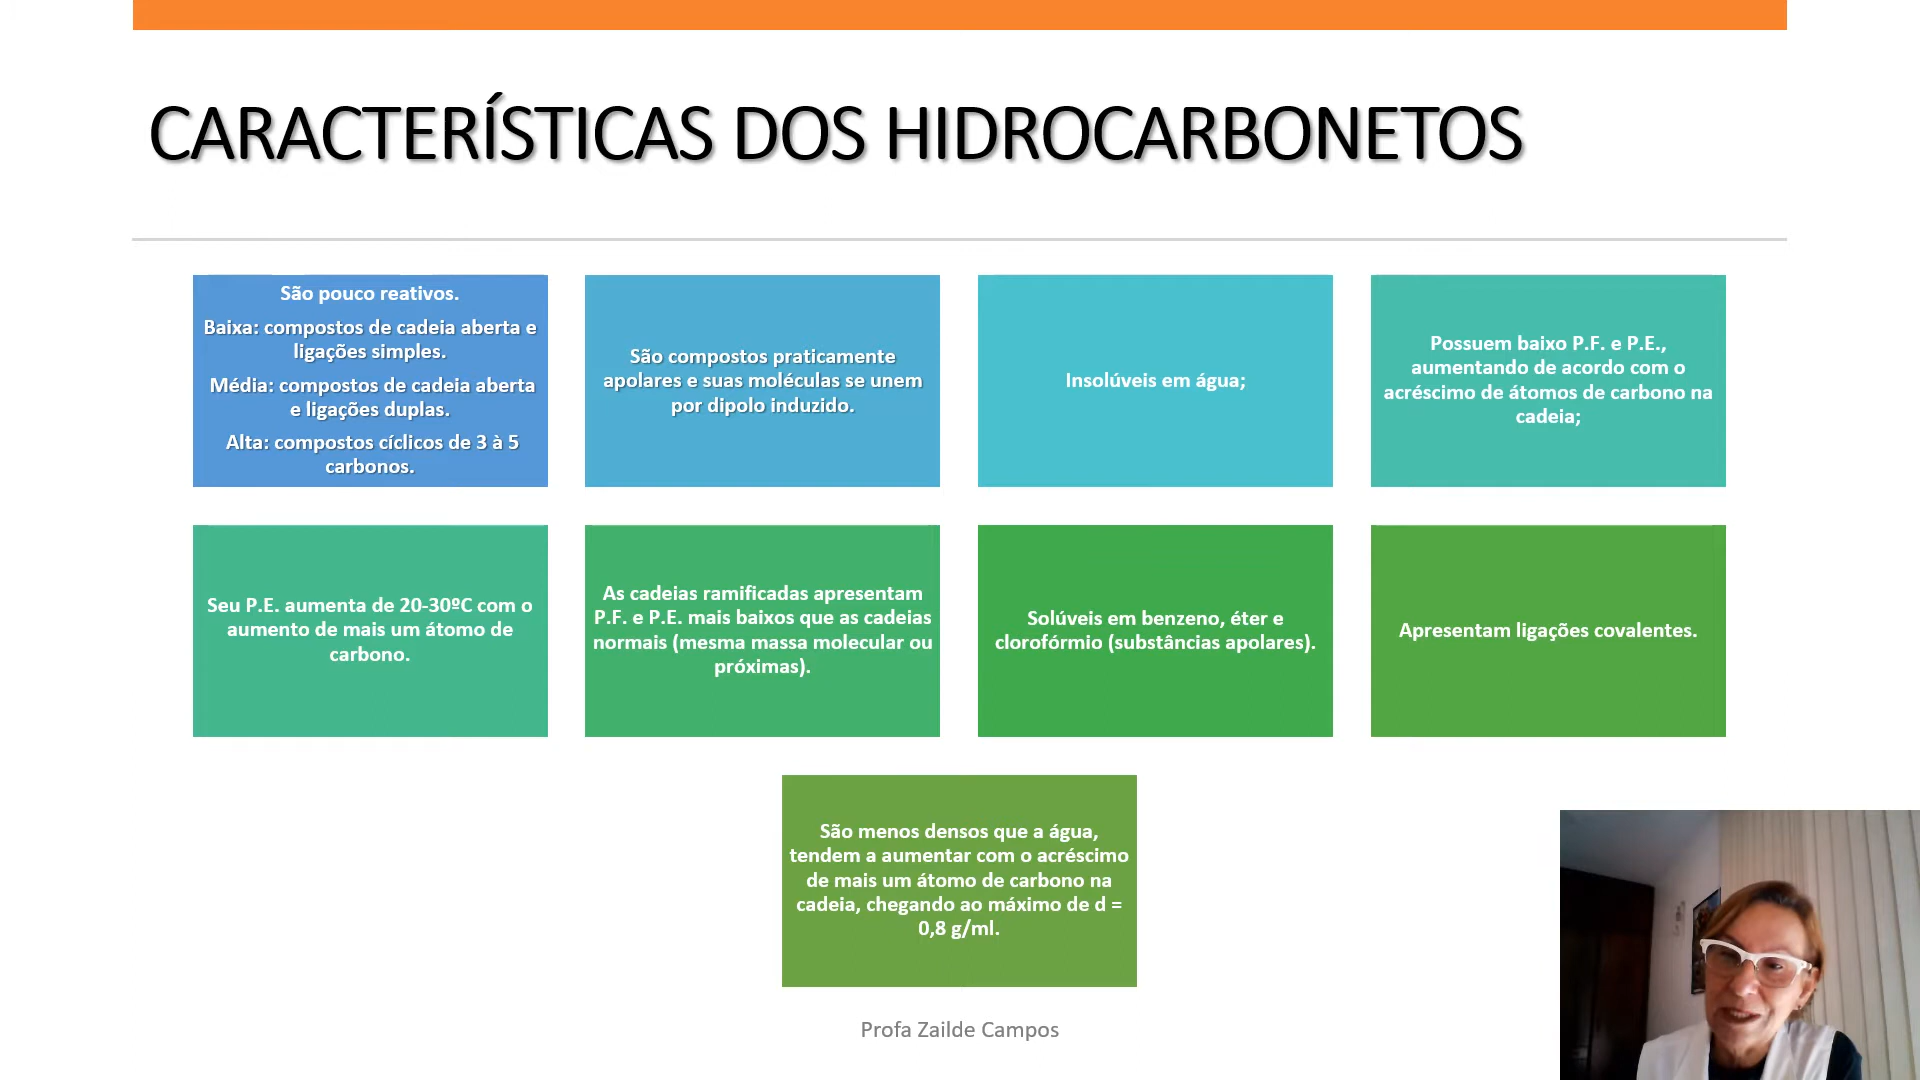 CARACTERÍSTICAS DOS HIDROCARBONETOS
São pouco reativos.
Baixa: compostos de cadeia aberta e
ligações simples.
Média: compostos de cadeia aberta
e ligações duplas.
Alta: compostos cíclicos de 3 à 5
carbonos.
São compostos praticamente
apolares e suas moléculas se unem
por dipolo induzido.
Insolúveis em água;
Possuem baixo P.F. e P.E.,
aumentando de acordo com o
acréscimo de átomos de carbono na
cadeia;
Seu P.E. aumenta de 20-30ºC com o
aumento de mais um átomo de
carbono.
As cadeias ramificadas apresentam
P.F. e P.E. mais baixos que as cadeias
normais (mesma massa molecular ou
próximas).
Solúveis em benzeno, éter e
clorofórmio (substâncias apolares).
Apresentam ligações covalentes.
São menos densos que a água,
tendem a aumentar com o acréscimo
de mais um átomo de carbono na
cadeia, chegando ao máximo de d =
0,8 g/ml.
Profa Zailde Campos